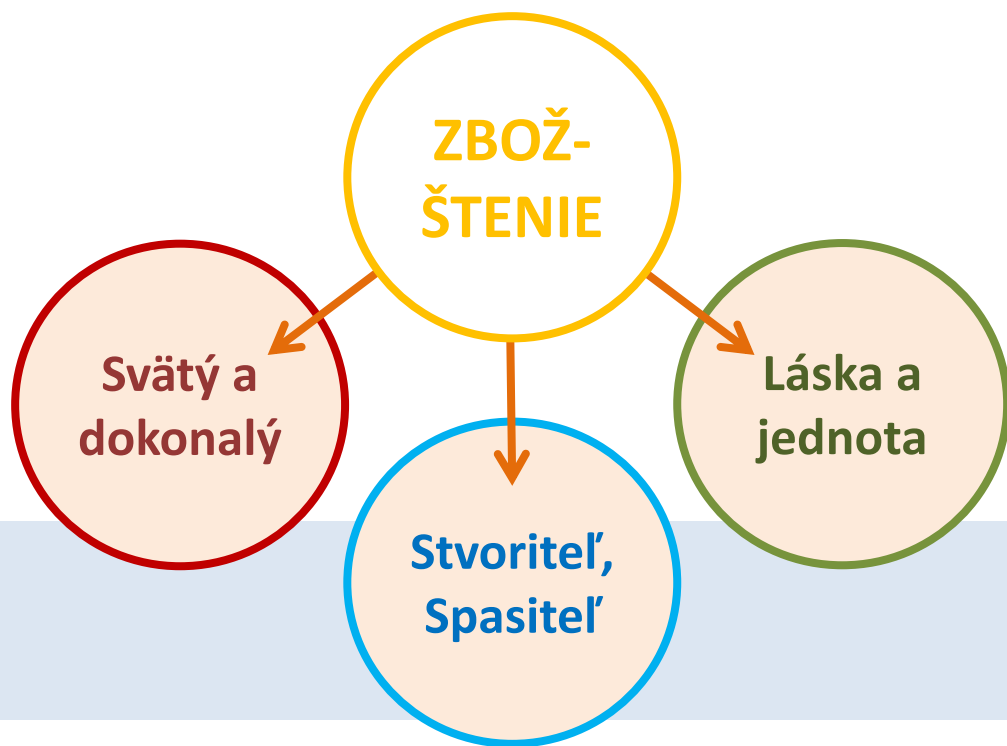 ZBOŽ-
ŠTENIE
Svätý a
dokonalý
Stvoriteľ,
Spasiteľ
Láska a
jednota